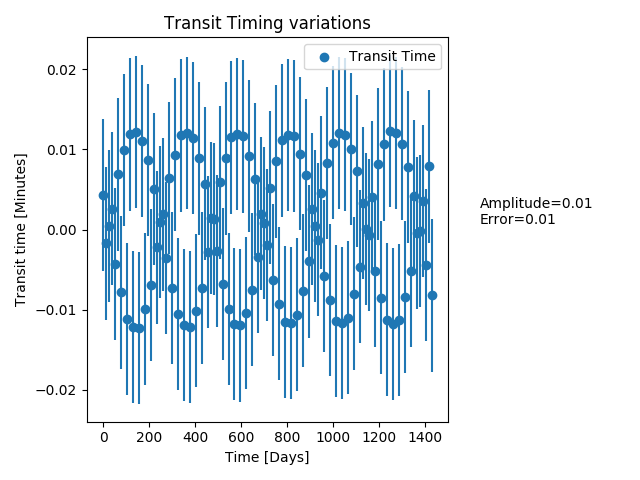 Transit Timing variations
Transit Time
0.02
0.01
0.00
−0.01
−0.02
Transit time [Minutes]
0 200 400 600 800 1000 1200 1400
Time [Days]
Amplitude=0.01
Error=0.01